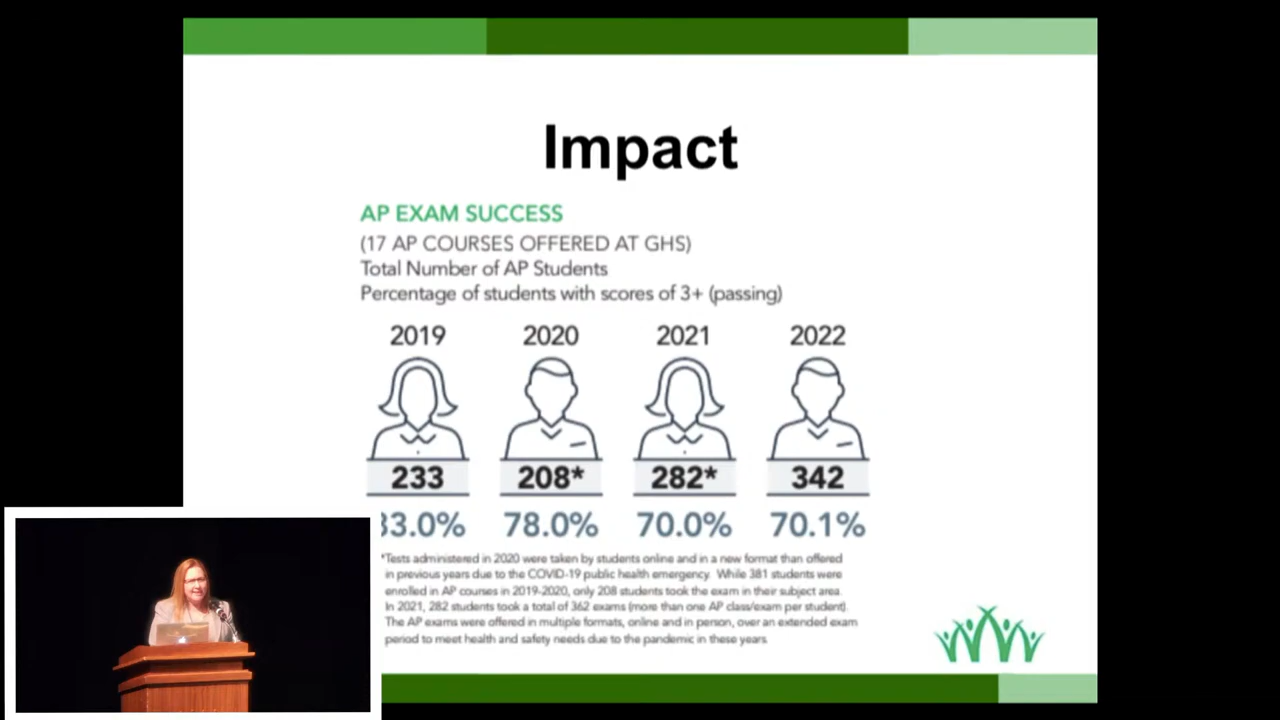 Impact
AP EXAM SUCCESS
(17 AP COURSES OFFERED AT GHS)
Total Number of AP Students
Percentage of students with scores of 3+ (passing)
2019 2020 2021 2022
233 208* 282* 342
3.0% 78.0% 70.0% 70.1%
*Tests administered in 2020 were taken by students online and in a new format than offered
in previous years due to the COVID-19 public health emergency. While 381 students were
enrolled in AP courses in 2019-2020, only 208 students took the exam in their subject area.
In 2021, 282 students took a total of 362 exams (more than one AP class/exam per student).
The AP exams were offered in multiple formats, online and in person, over an extended exam
period to meet health and safety needs due to the pandemic in these years.